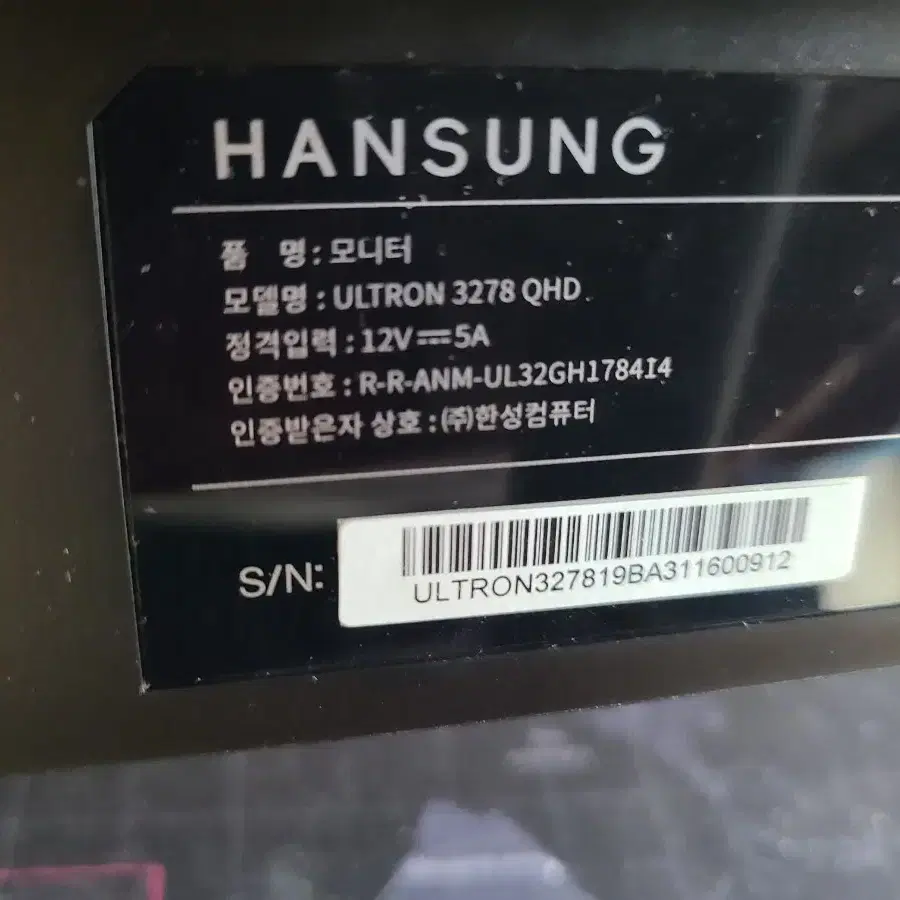 HANSUNG
품 명 : 모니터
모델명 : ULTRON 3278 QHD
정격입력 : 12V⎓5A
인증번호 : R-R-ANM-UL32GH1784I4
인증받은자 상호 : (주)한성컴퓨터
S/N:
ULTRON327819BA311600912